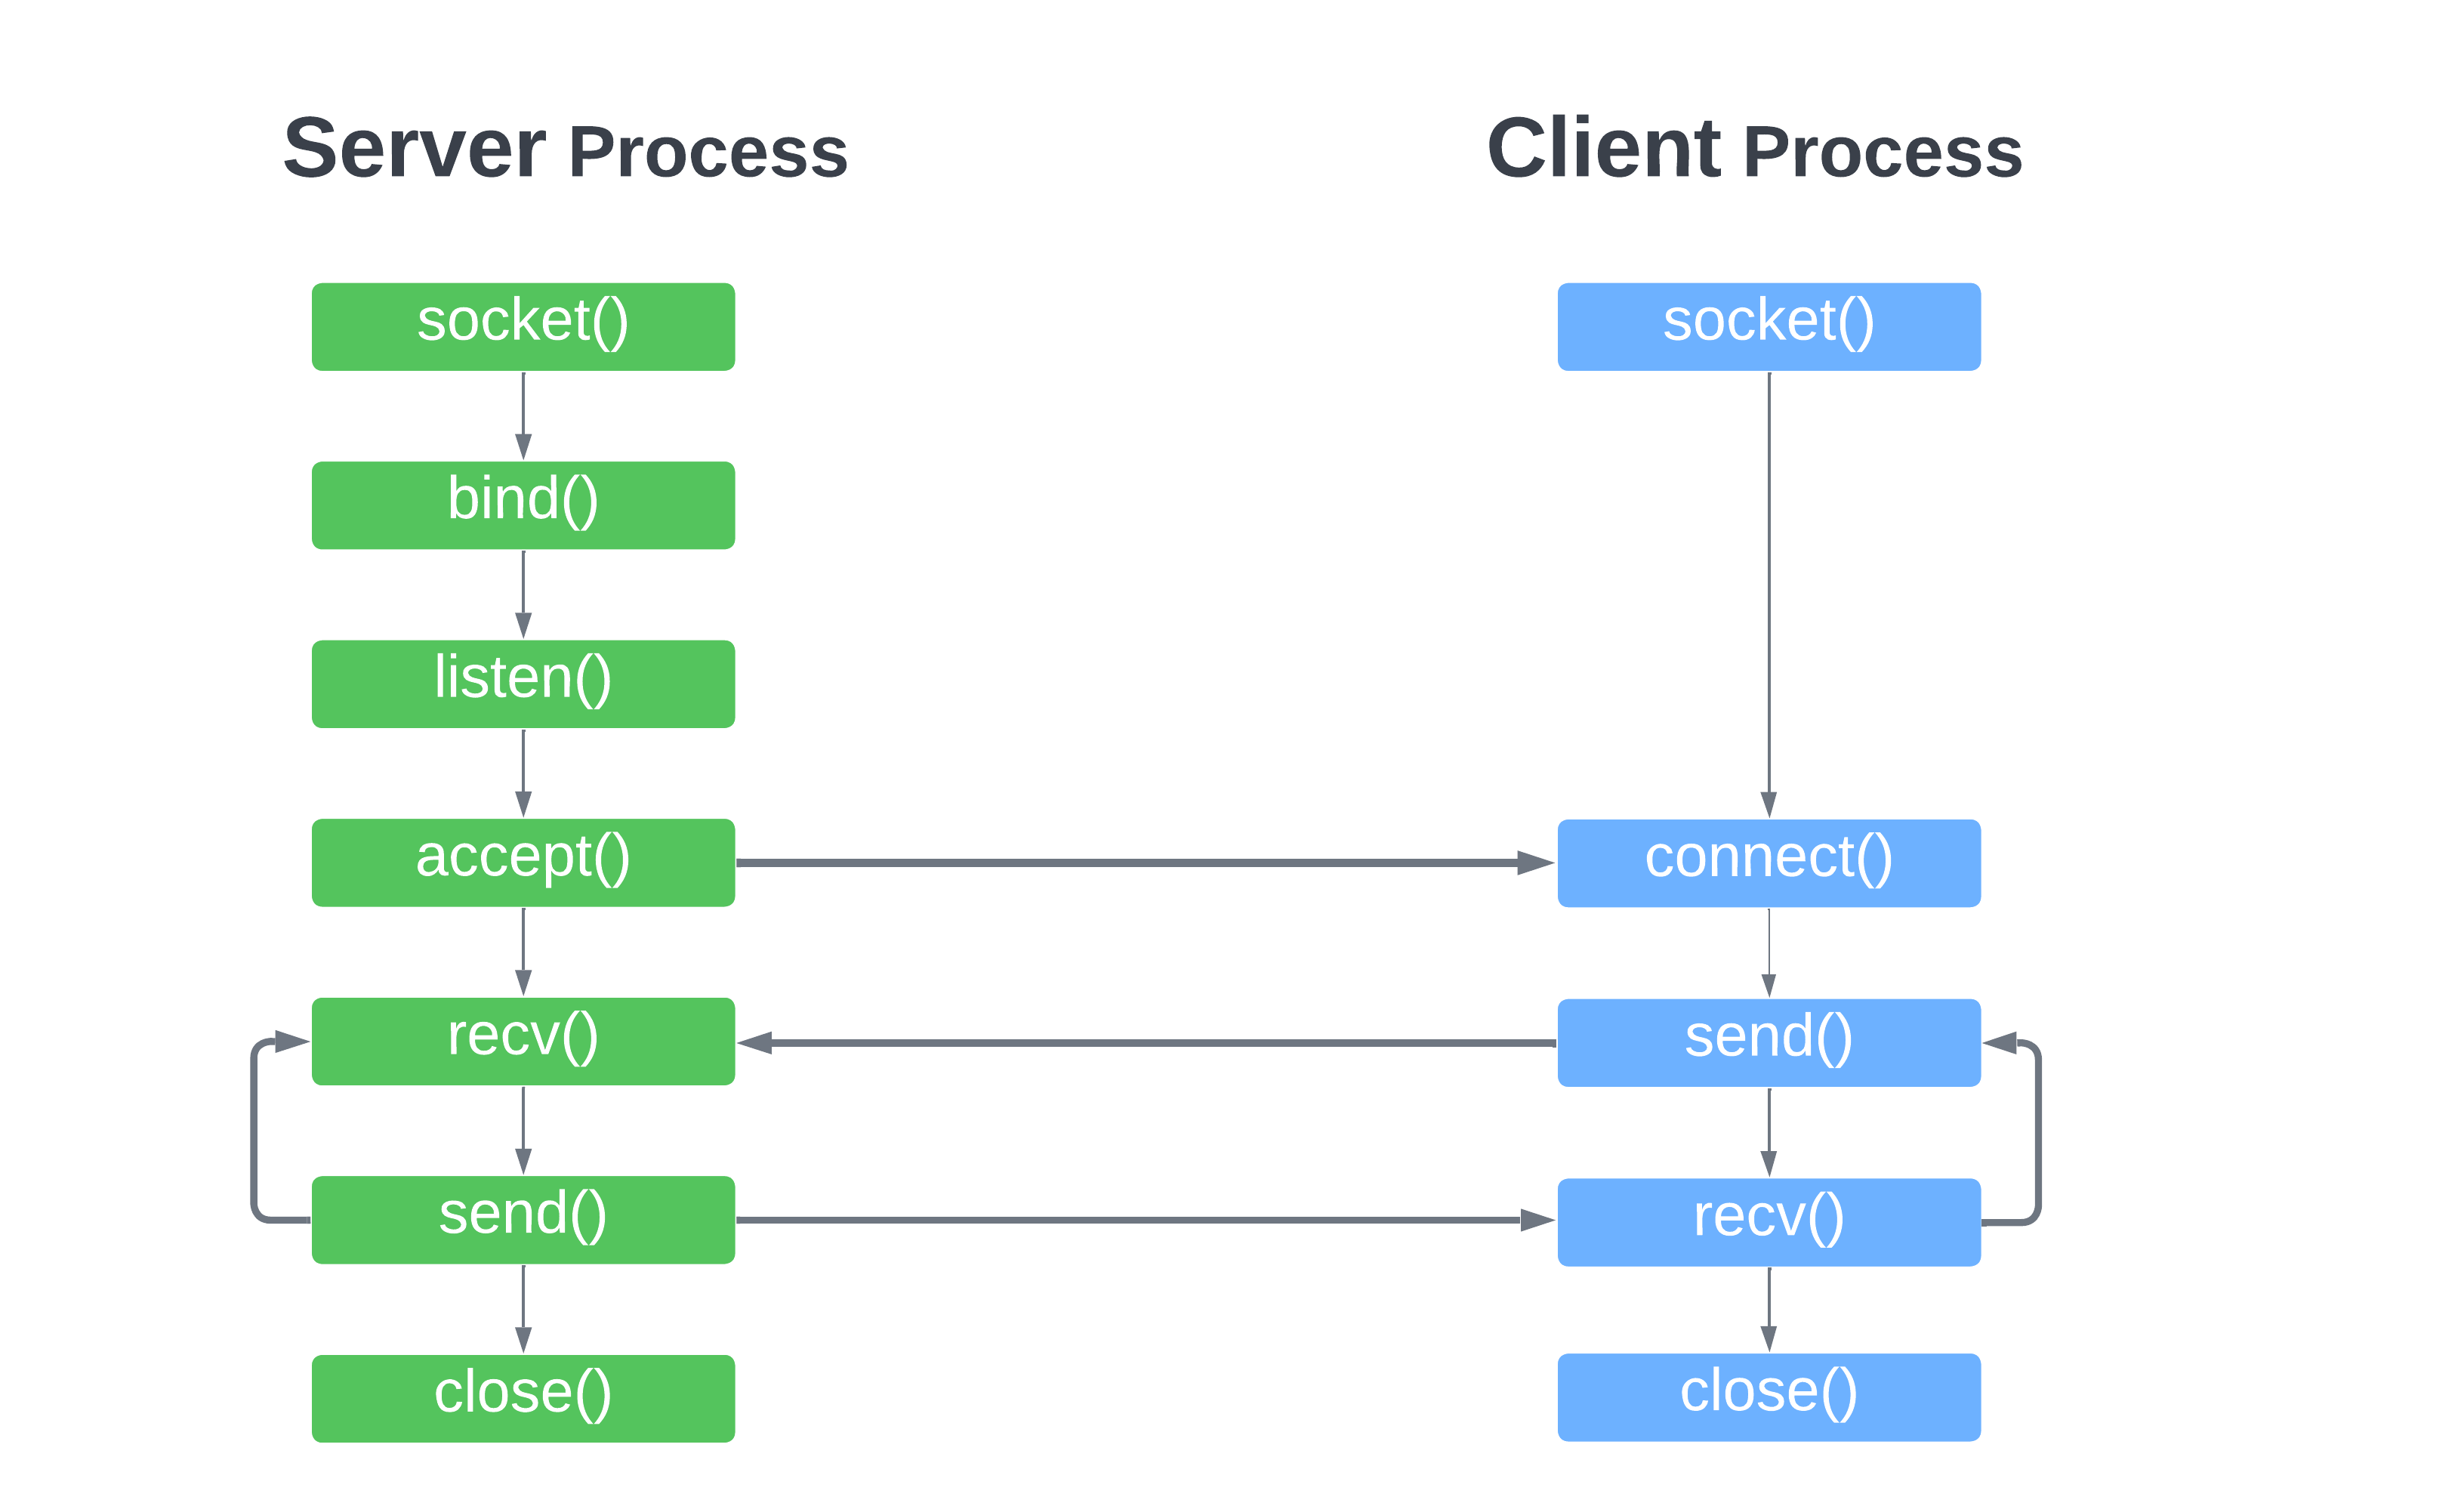 Server Process
socket()
bind()
listen()
accept()
recv()
send()
close()
Client Process
socket()
connect()
send()
recv()
close()